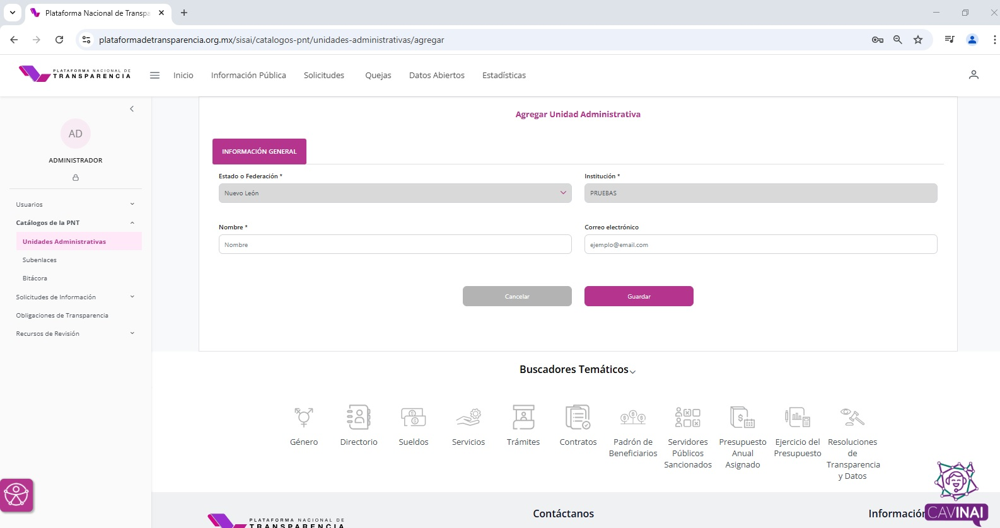 Plataforma Nacional de Transpa
plataformadetransparencia.org.mx/sisai/catalogos-pnt/unidades-administrativas/agregar
PLATAFORMA NACIONAL DE
TRANSPARENCIA
Inicio
Información Pública
Solicitudes
Quejas
Datos Abiertos
Estadísticas
AD
ADMINISTRADOR
Usuarios
Catálogos de la PNT
Unidades Administrativas
Subenlaces
Bitácora
Solicitudes de Información
Obligaciones de Transparencia
Recursos de Revisión
Agregar Unidad Administrativa
INFORMACIÓN GENERAL
Estado o Federación *
Nuevo León
Institución *
PRUEBAS
Nombre *
Nombre
Correo electrónico
ejemplo@email.com
Cancelar
Guardar
Buscadores Temáticos
Género
Directorio
Sueldos
Servicios
Trámites
Contratos
Padrón de
Beneficiarios
Servidores
Públicos
Sancionados
Presupuesto
Anual
Asignado
Ejercicio del
Presupuesto
Resoluciones
de
Transparencia
y Datos
PLATAFORMA NACIONAL DE
TRANSPARENCIA
Contáctanos
Información
CAVINAI